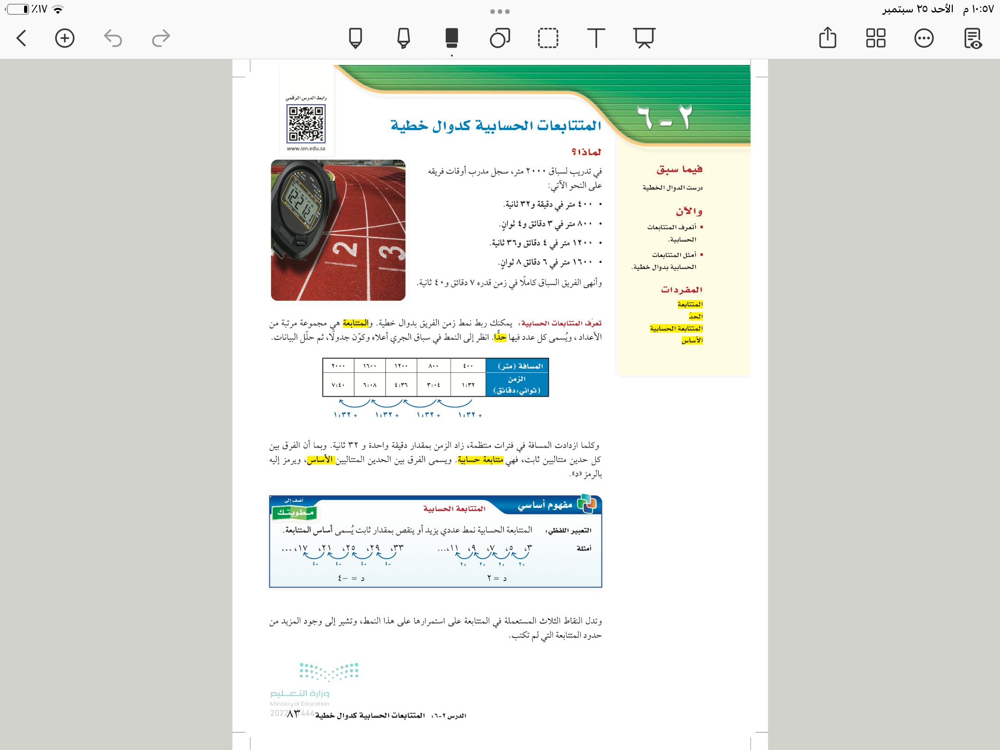 ١٠:٥٧ م الأحد ٢٥ سبتمبر
٪١٧
رابط الدرس الرقمي
www.ien.edu.sa
٢-٦
المتتابعات الحسابية كدوال خطية
فيما سبق
درست الدوال الخطية
والآن
▪ أتعرف المتتابعات
الحسابية.
▪ أمثل المتتابعات
الحسابية بدوال خطية.
المفردات
المتتابعة
الحدّ
المتتابعة الحسابية
الأساس
لماذا؟
في تدريب لسباق ٢٠٠٠ متر، سجل مدرب أوقات فريقه
على النحو الآتي:
• ٤٠٠ متر في دقيقة و٣٢ ثانية.
• ٨٠٠ متر في ٣ دقائق و٤ ثوانٍ.
• ١٢٠٠ متر في ٤ دقائق و٣٦ ثانية.
• ١٦٠٠ متر في ٦ دقائق ٨ ثوانٍ.
وأنهى الفريق السباق كاملًا في زمن قدره ٧ دقائق و٤٠ ثانية.
12:21
2
3
تعرّف المتتابعات الحسابية: يمكنك ربط نمط زمن الفريق بدوال خطية. والمتتابعة هي مجموعة مرتبة من
الأعداد، ويُسمى كل عدد فيها حدًّا. انظر إلى النمط في سباق الجري أعلاه وكوّن جدولًا، ثم حلّل البيانات.
المسافة (متر) ٤٠٠ ٨٠٠ ١٢٠٠ ١٦٠٠ ٢٠٠٠
الزمن
(ثواني:دقائق) ١:٣٢ ٣:٠٤ ٤:٣٦ ٦:٠٨ ٧:٤٠
+ ١:٣٢ + ١:٣٢ + ١:٣٢ + ١:٣٢
وكلما ازدادت المسافة في فترات منتظمة، زاد الزمن بمقدار دقيقة واحدة و ٣٢ ثانية. وبما أن الفرق بين
كل حدين متتاليين ثابت، فهي متتابعة حسابية. ويسمى الفرق بين الحدين المتتاليين الأساس، ويرمز إليه
بالرمز «د».
مفهوم أساسي
المتتابعة الحسابية
أضف إلى
مـطويتـك
التعبير اللفظي: المتتابعة الحسابية نمط عددي يزيد أو ينقص بمقدار ثابت يُسمى أساس المتتابعة.
أمثلة ٣، ٥، ٧، ٩، ١١، ... ٣٣، ٢٩، ٢٥، ٢١، ١٧، ...
+٢ +٢ +٢ +٢ -٤ -٤ -٤ -٤
د = ٢ د = –٤
وتدل النقاط الثلاث المستعملة في المتتابعة على استمرارها على هذا النمط، وتشير إلى وجود المزيد من
حدود المتتابعة التي لم تكتب.
وزارة التعليم
Ministry of Education
2022 - 1444
الدرس ٢-٦: المتتابعات الحسابية كدوال خطية ٨٣